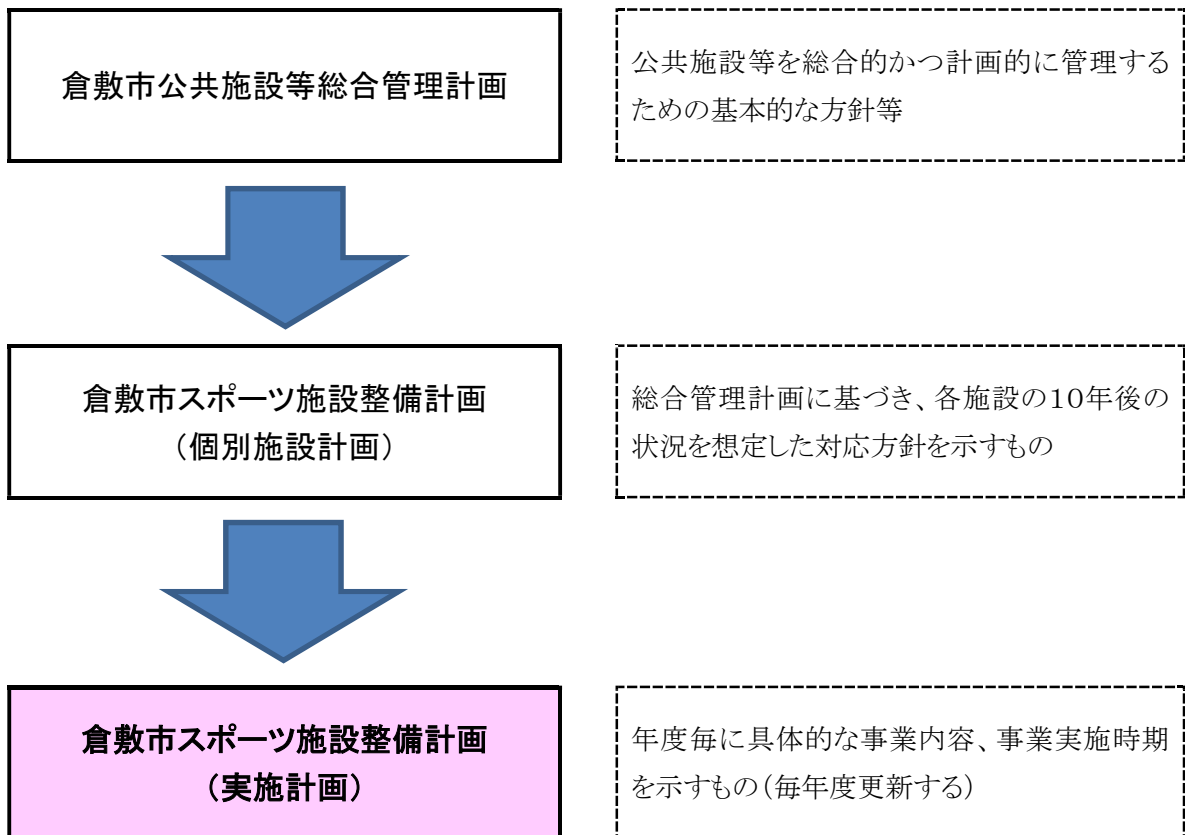 倉敷市公共施設等総合管理計画
公共施設等を総合的かつ計画的に管理する
ための基本的な方針等
倉敷市スポーツ施設整備計画
（個別施設計画）
総合管理計画に基づき、各施設の10年後の
状況を想定した対応方針を示すもの
倉敷市スポーツ施設整備計画
（実施計画）
年度毎に具体的な事業内容、事業実施時期
を示すもの（毎年度更新する）